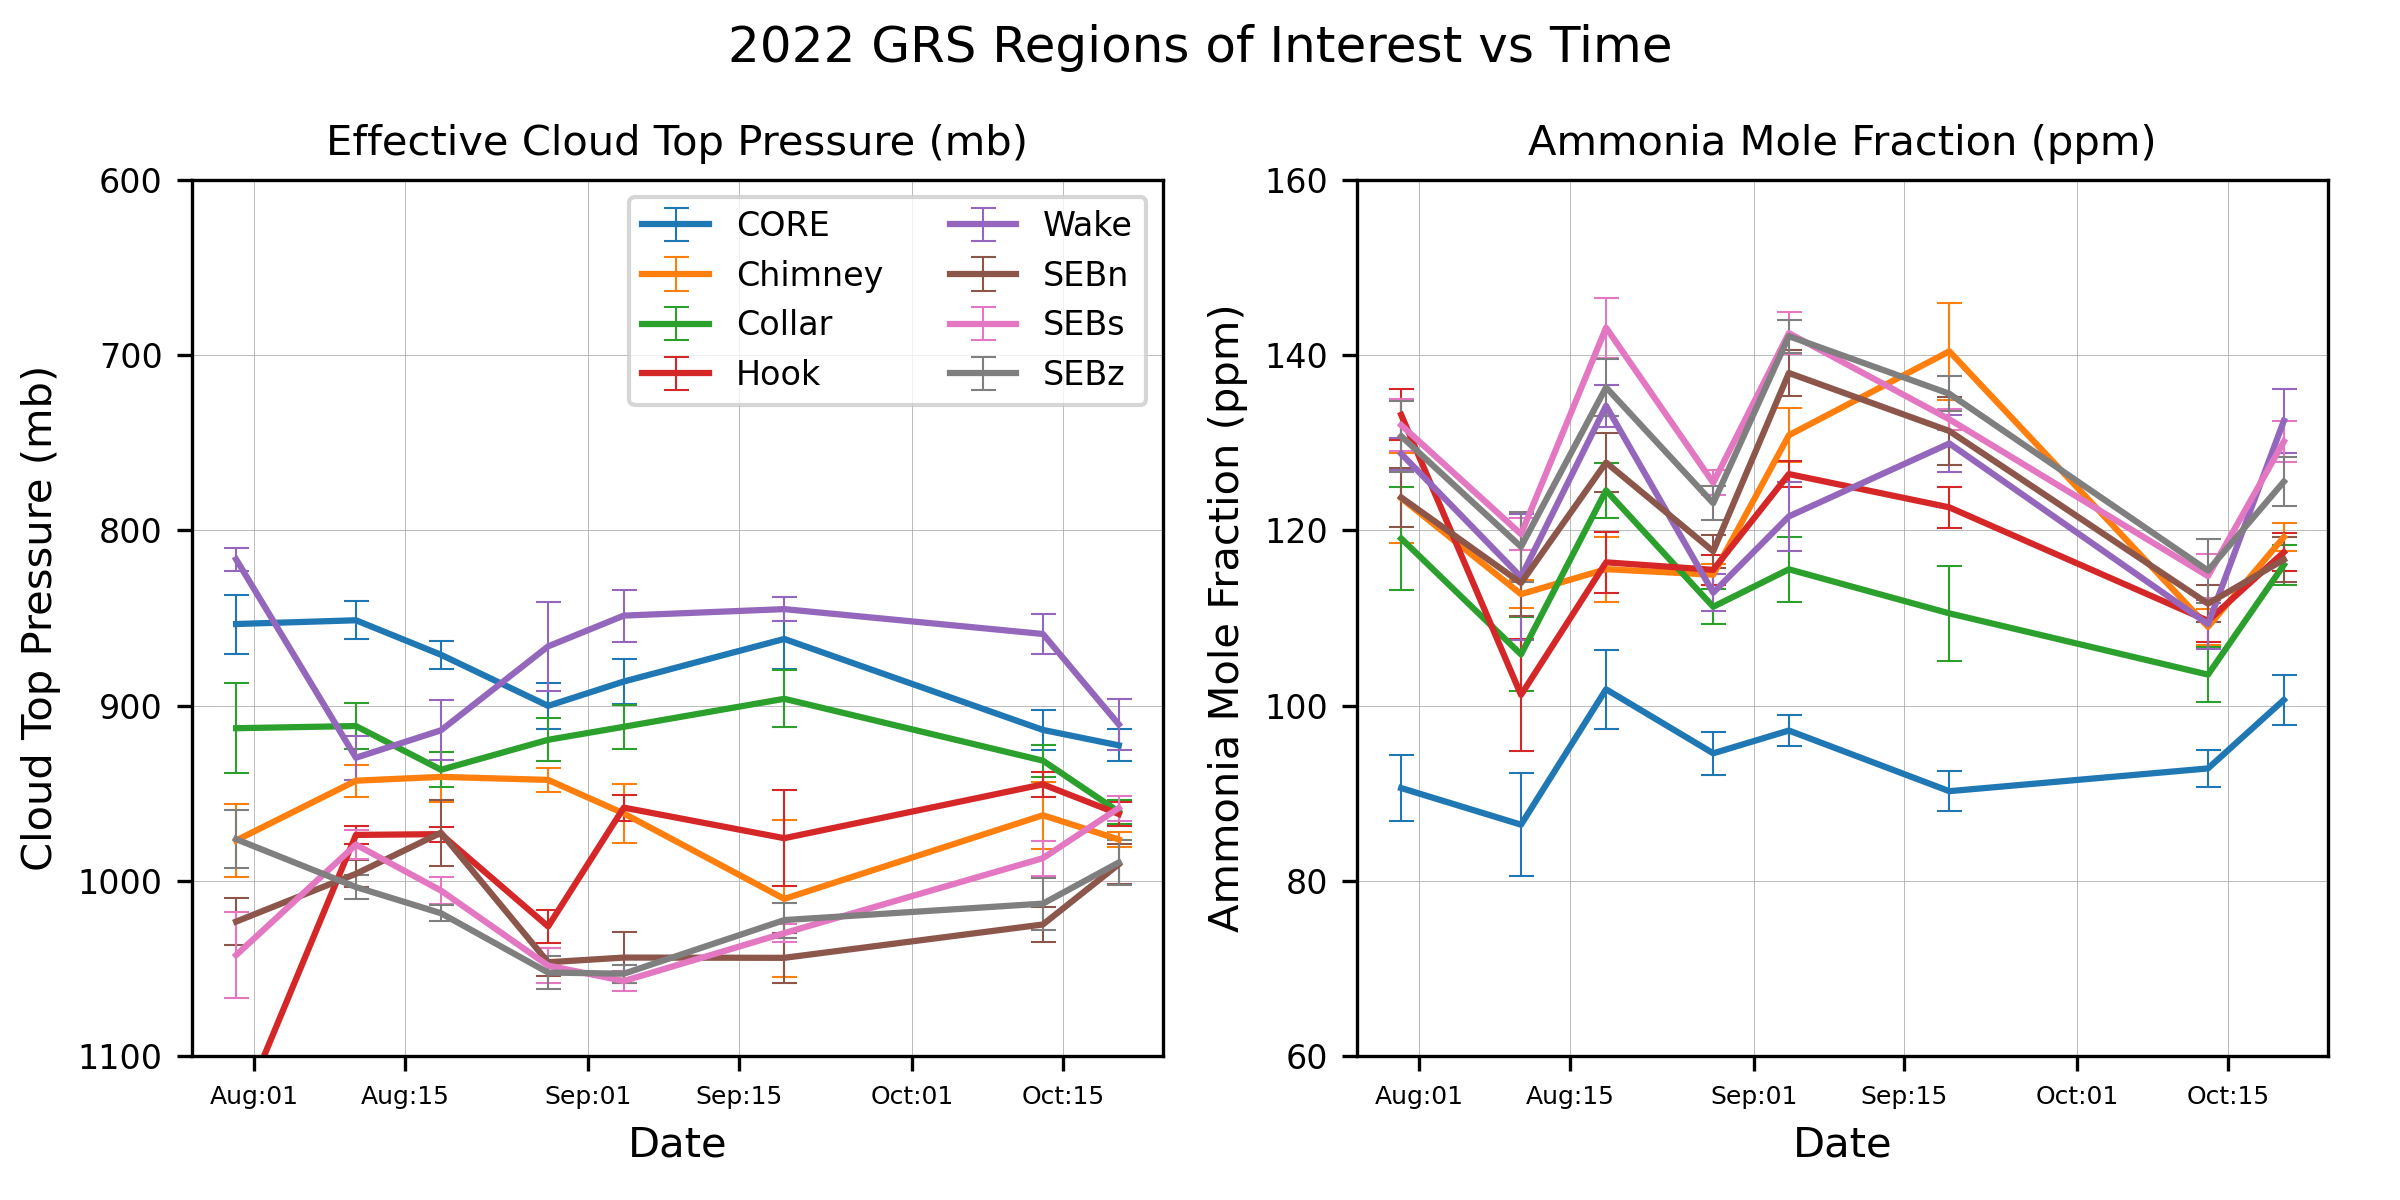 2022 GRS Regions of Interest vs Time
Effective Cloud Top Pressure (mb)
Cloud Top Pressure (mb)
600
700
800
900
1000
1100
CORE
Chimney
Collar
Hook
Wake
SEBn
SEBs
SEBz
Aug:01 Aug:15 Sep:01 Sep:15 Oct:01 Oct:15
Date
Ammonia Mole Fraction (ppm)
Ammonia Mole Fraction (ppm)
160
140
120
100
80
60
Aug:01 Aug:15 Sep:01 Sep:15 Oct:01 Oct:15
Date